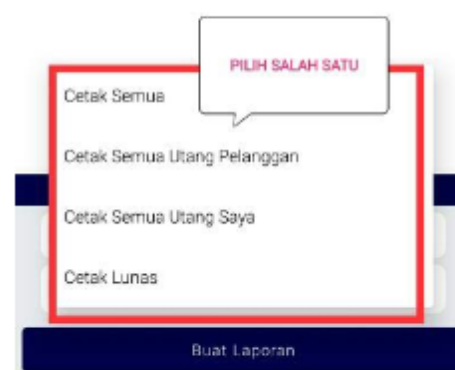 PILIH SALAH SATU
Cetak Semua
Cetak Semua Utang Pelanggan
Cetak Semua Utang Saya
Cetak Lunas
Buat Laporan